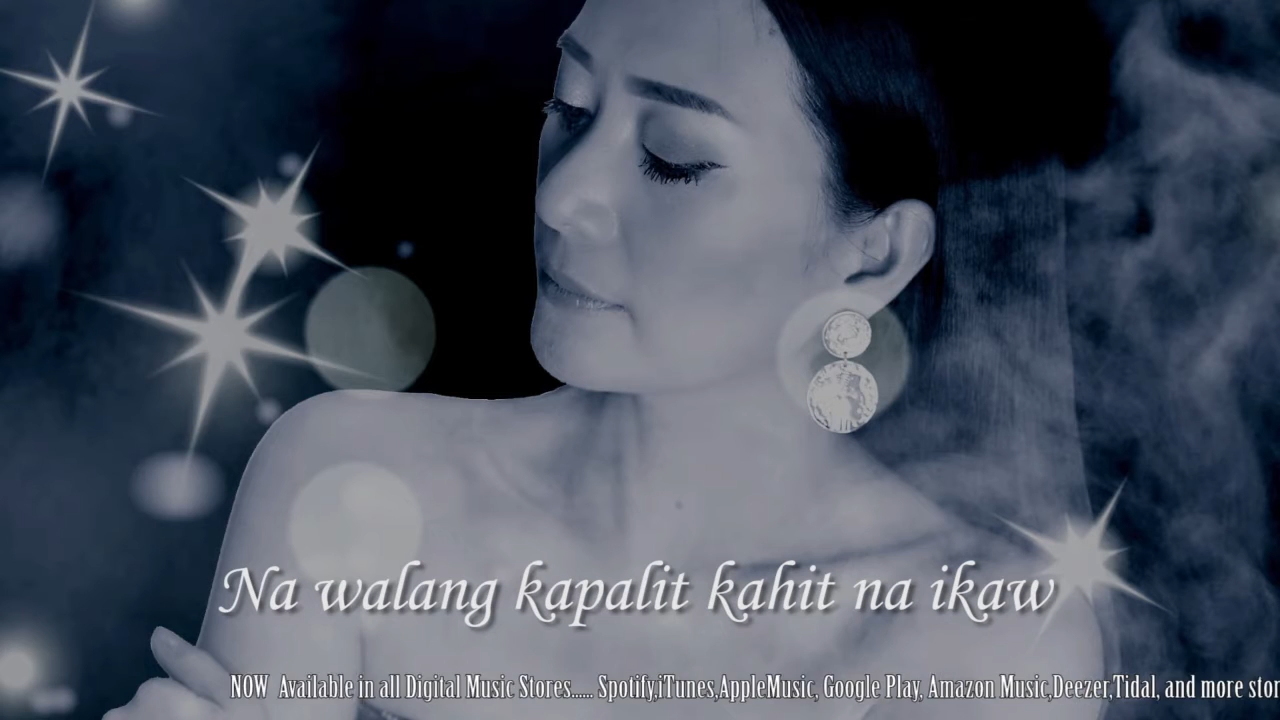 Na walang kapalit kahit na ikaw
NOW Available in all Digital Music Stores...... Spotify,iTunes,AppleMusic, Google Play, Amazon Music,Deezer,Tidal, and more stor